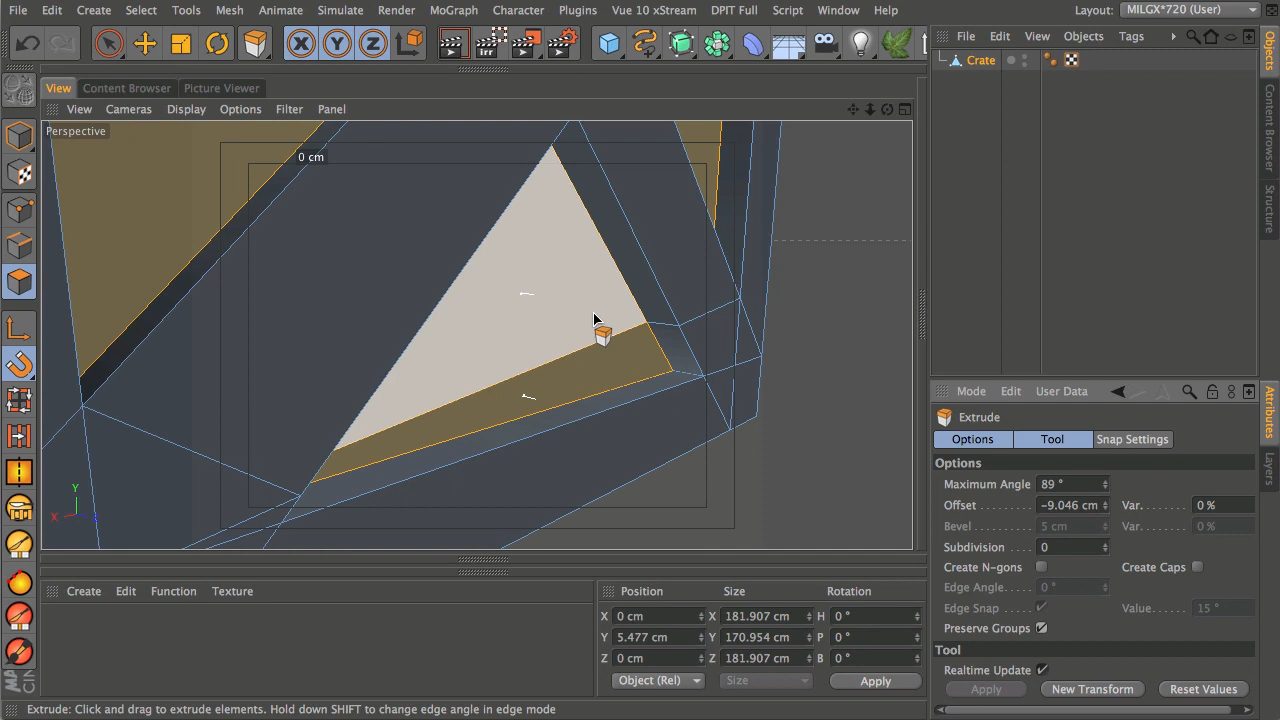 File Edit Create Select Tools Mesh Animate Simulate Render MoGraph Character Plugins Vue 10 xStream DPIT Full Script Window Help Layout: MILGX*720 (User)
X Y Z irr
File Edit View Objects Tags
View Content Browser Picture Viewer
Crate
View Cameras Display Options Filter Panel
Perspective
0 cm
Y
X
Objects
Content Browser
Structure
Attributes
Layers
Mode Edit User Data
Extrude
Options Tool Snap Settings
Options
Maximum Angle 89 °
Offset -9.046 cm Var. 0 %
Bevel 5 cm Var. 0 %
Subdivision 0
Create N-gons Create Caps
Edge Angle 0 °
Edge Snap Value 15 °
Preserve Groups
Tool
Realtime Update
Apply New Transform Reset Values
Create Edit Function Texture
Position Size Rotation
X 0 cm X 181.907 cm H 0 °
Y 5.477 cm Y 170.954 cm P 0 °
Z 0 cm Z 181.907 cm B 0 °
Object (Rel) Size Apply
Extrude: Click and drag to extrude elements. Hold down SHIFT to change edge angle in edge mode